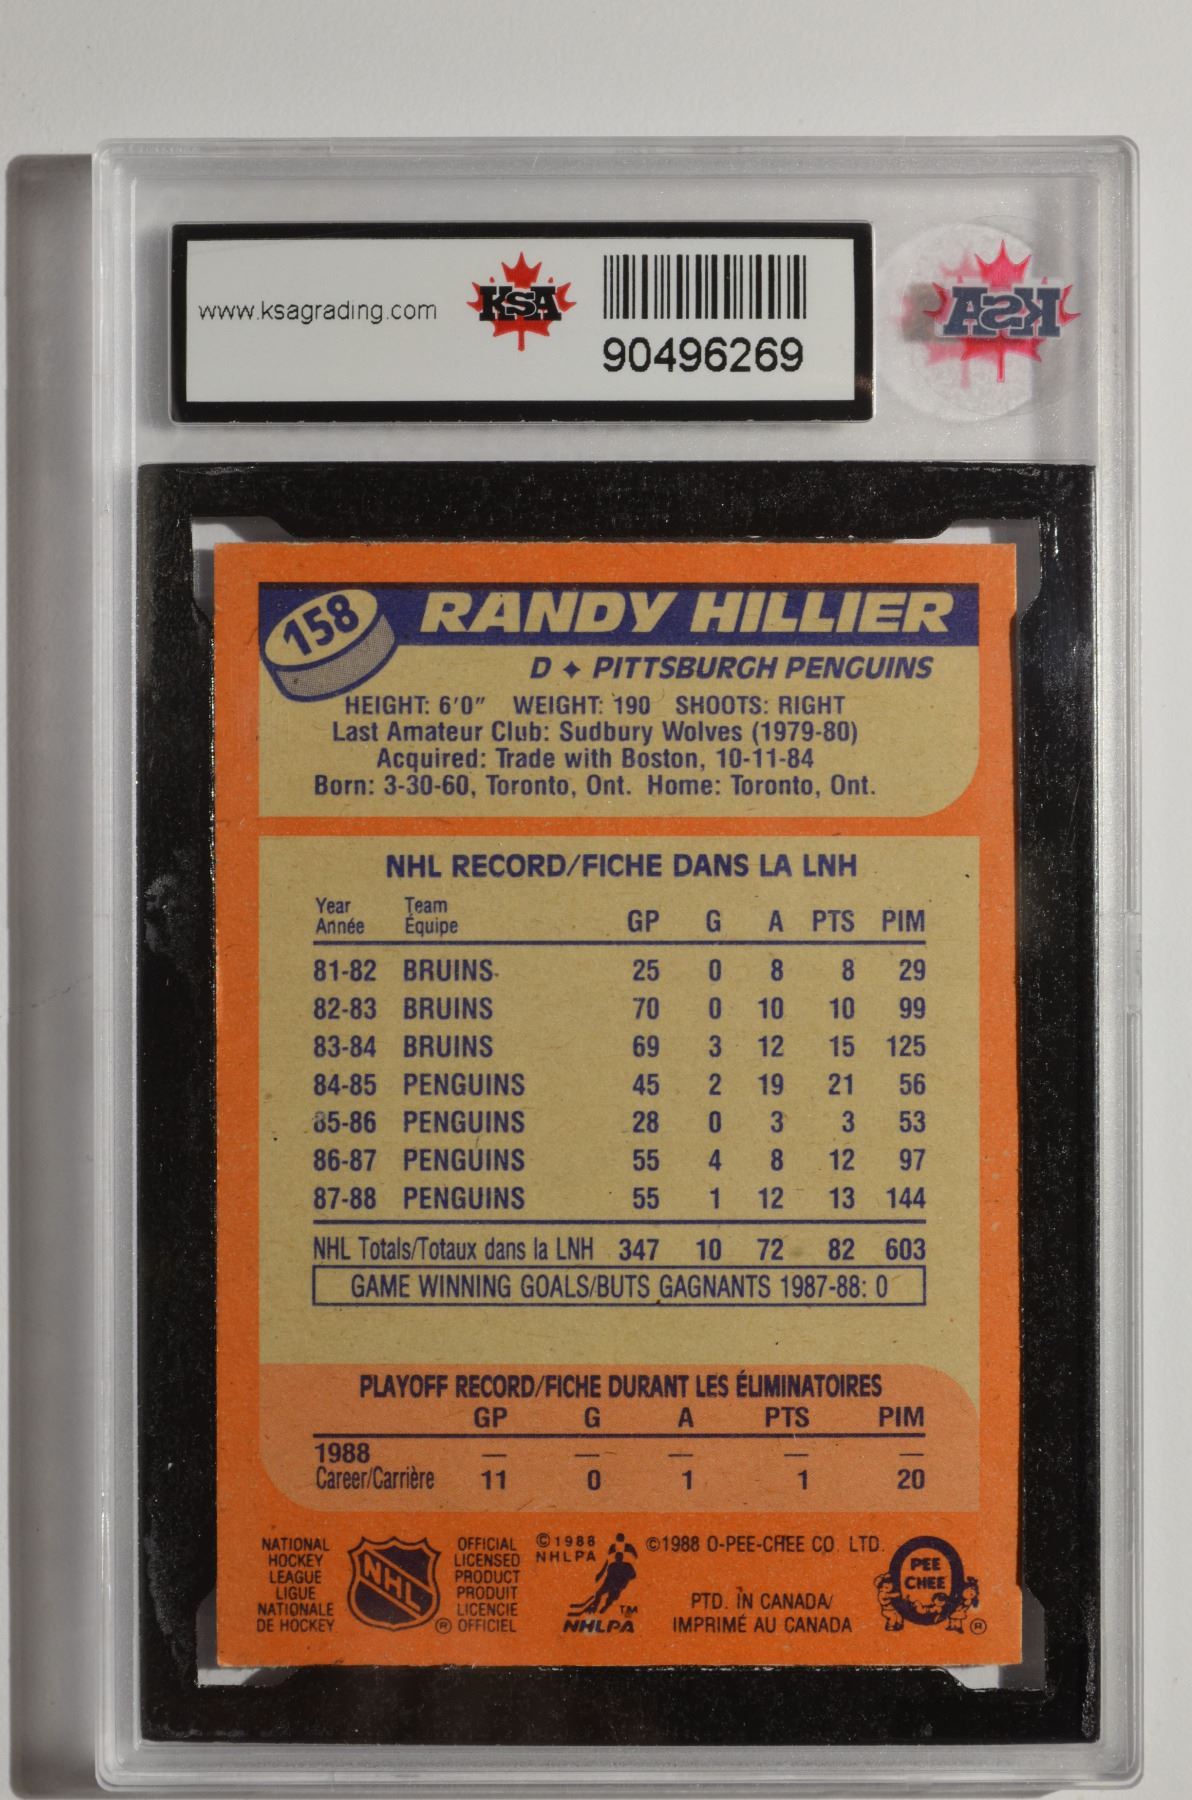 www.ksagrading.com
KSA
90496269
KSA
158
RANDY HILLIER
D ✦ PITTSBURGH PENGUINS
HEIGHT: 6'0" WEIGHT: 190 SHOOTS: RIGHT
Last Amateur Club: Sudbury Wolves (1979-80)
Acquired: Trade with Boston, 10-11-84
Born: 3-30-60, Toronto, Ont. Home: Toronto, Ont.
NHL RECORD/FICHE DANS LA LNH
Year Team
Année Équipe GP G A PTS PIM
81-82 BRUINS 25 0 8 8 29
82-83 BRUINS 70 0 10 10 99
83-84 BRUINS 69 3 12 15 125
84-85 PENGUINS 45 2 19 21 56
85-86 PENGUINS 28 0 3 3 53
86-87 PENGUINS 55 4 8 12 97
87-88 PENGUINS 55 1 12 13 144
NHL Totals/Totaux dans la LNH 347 10 72 82 603
GAME WINNING GOALS/BUTS GAGNANTS 1987-88: 0
PLAYOFF RECORD/FICHE DURANT LES ÉLIMINATOIRES
GP G A PTS PIM
1988 — — — — —
Career/Carrière 11 0 1 1 20
NATIONAL
HOCKEY
LEAGUE
LIGUE
NATIONALE
DE HOCKEY
NHL
®
OFFICIAL
LICENSED
PRODUCT
PRODUIT
LICENCIE
OFFICIEL
©1988
NHLPA
TM
NHLPA
©1988 O-PEE-CHEE CO. LTD.
PTD. IN CANADA/
IMPRIMÉ AU CANADA
PEE
CHEE
®